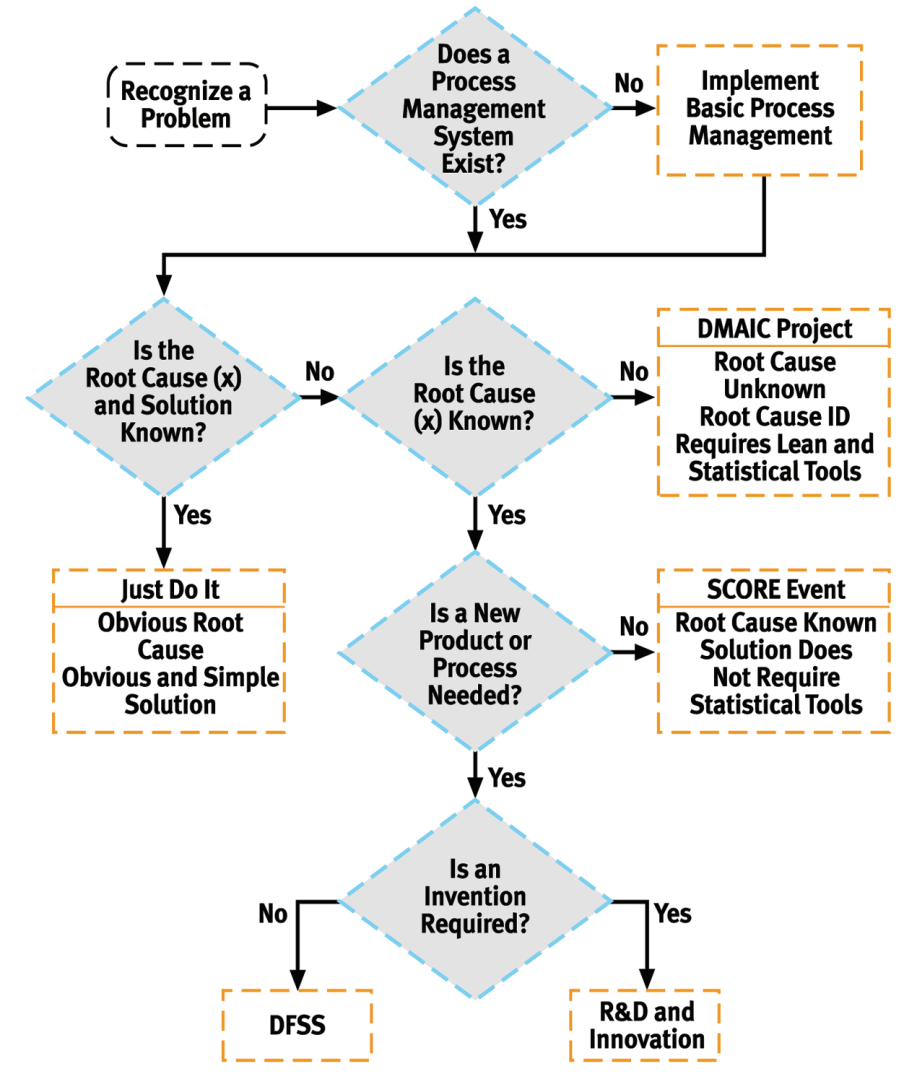 Recognize a
Problem
Does a
Process
Management
System
Exist?
No
Implement
Basic Process
Management
Yes
Is the
Root Cause (x)
and Solution
Known?
No
Is the
Root Cause
(x) Known?
No
DMAIC Project
Root Cause
Unknown
Root Cause ID
Requires Lean and
Statistical Tools
Yes
Yes
Just Do It
Obvious Root
Cause
Obvious and Simple
Solution
Is a New
Product or
Process
Needed?
No
SCORE Event
Root Cause Known
Solution Does
Not Require
Statistical Tools
Yes
Is an
Invention
Required?
No
Yes
DFSS
R&D and
Innovation